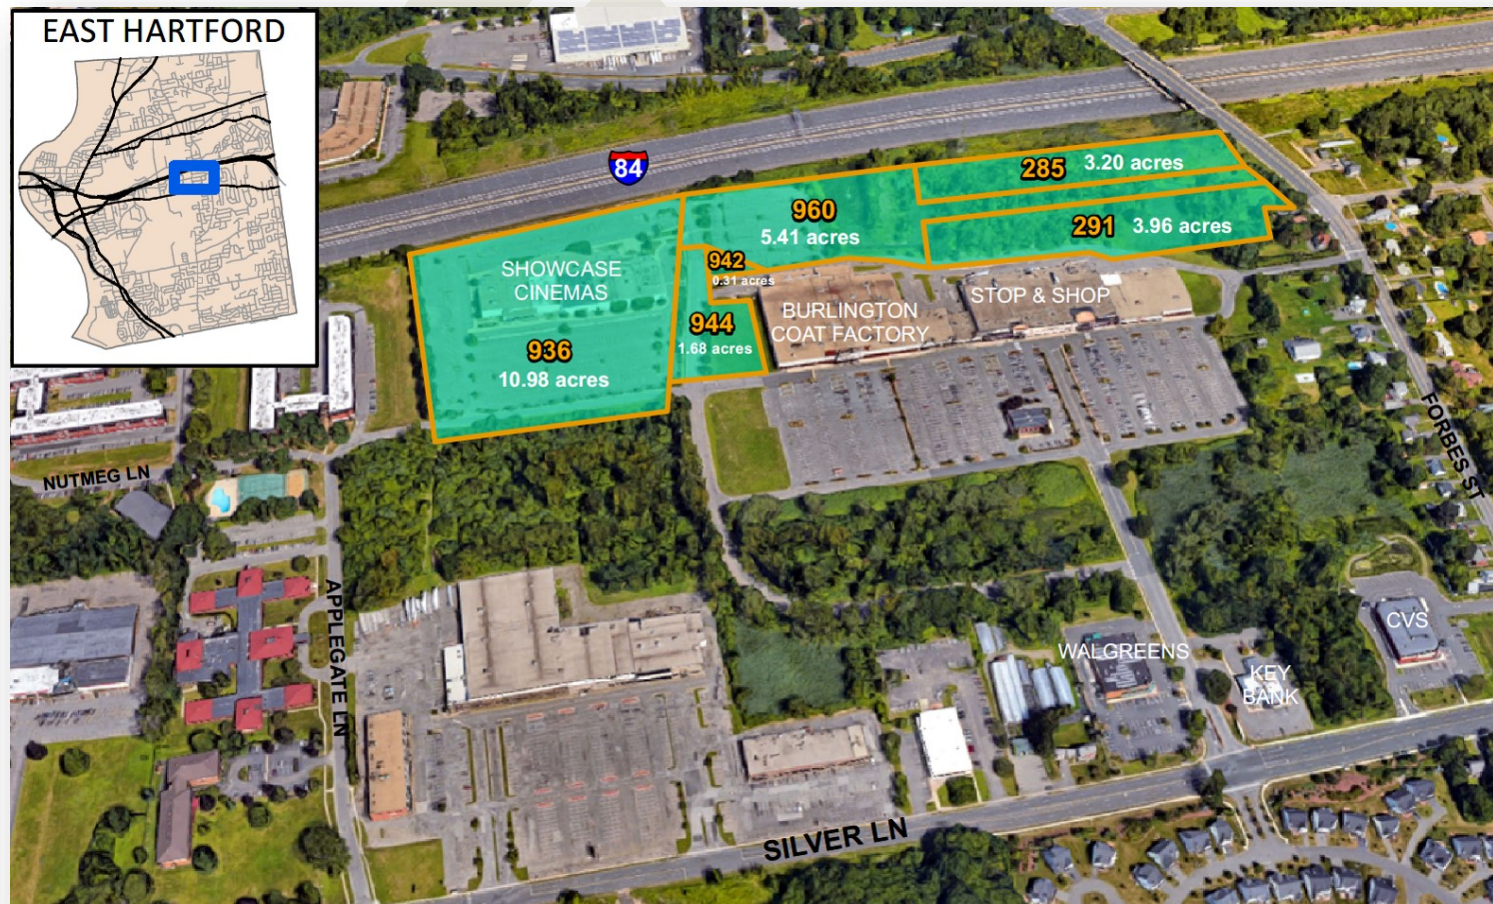 EAST HARTFORD
84
285 3.20 acres
960
5.41 acres
291 3.96 acres
942
0.31 acres
SHOWCASE
CINEMAS
BURLINGTON
COAT FACTORY
STOP & SHOP
944
1.68 acres
936
10.98 acres
FORBES ST
NUTMEG LN
APPLEGATE LN
CVS
WALGREENS
KEY
BANK
SILVER LN